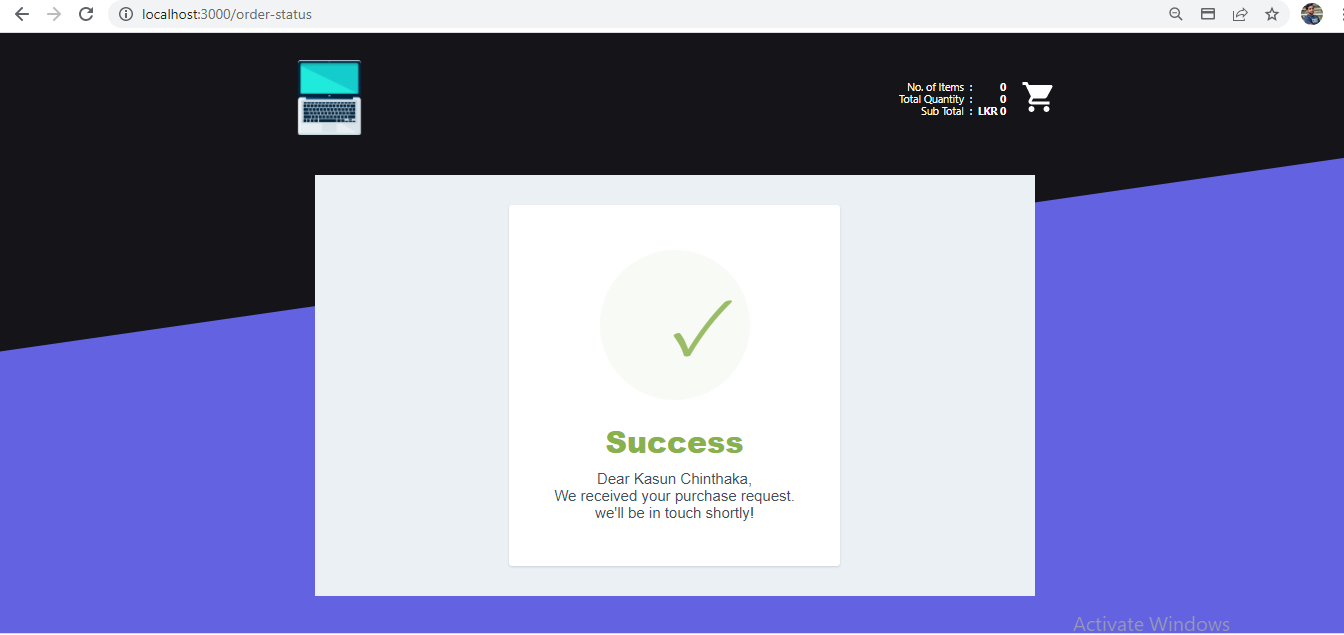 localhost:3000/order-status
No. of Items : 0
Total Quantity : 0
Sub Total : LKR 0
✓
Success
Dear Kasun Chinthaka,
We received your purchase request.
we'll be in touch shortly!
Activate Windows